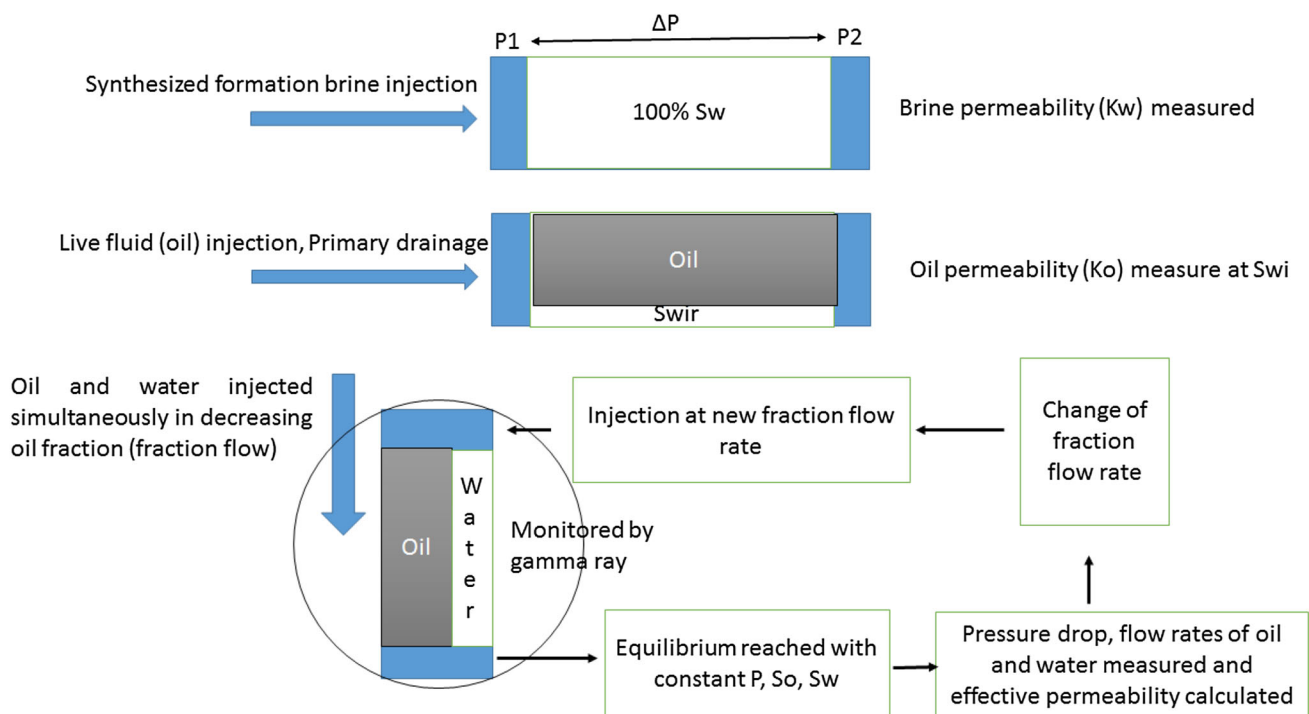 ΔP
P1
P2
Synthesized formation brine injection
100% Sw
Brine permeability (Kw) measured
Live fluid (oil) injection, Primary drainage
Oil
Swir
Oil permeability (Ko) measure at Swi
Oil and water injected
simultaneously in decreasing
oil fraction (fraction flow)
Oil
Water
Monitored by
gamma ray
Injection at new fraction flow
rate
Change of
fraction
flow rate
Equilibrium reached with
constant P, So, Sw
Pressure drop, flow rates of oil
and water measured and
effective permeability calculated